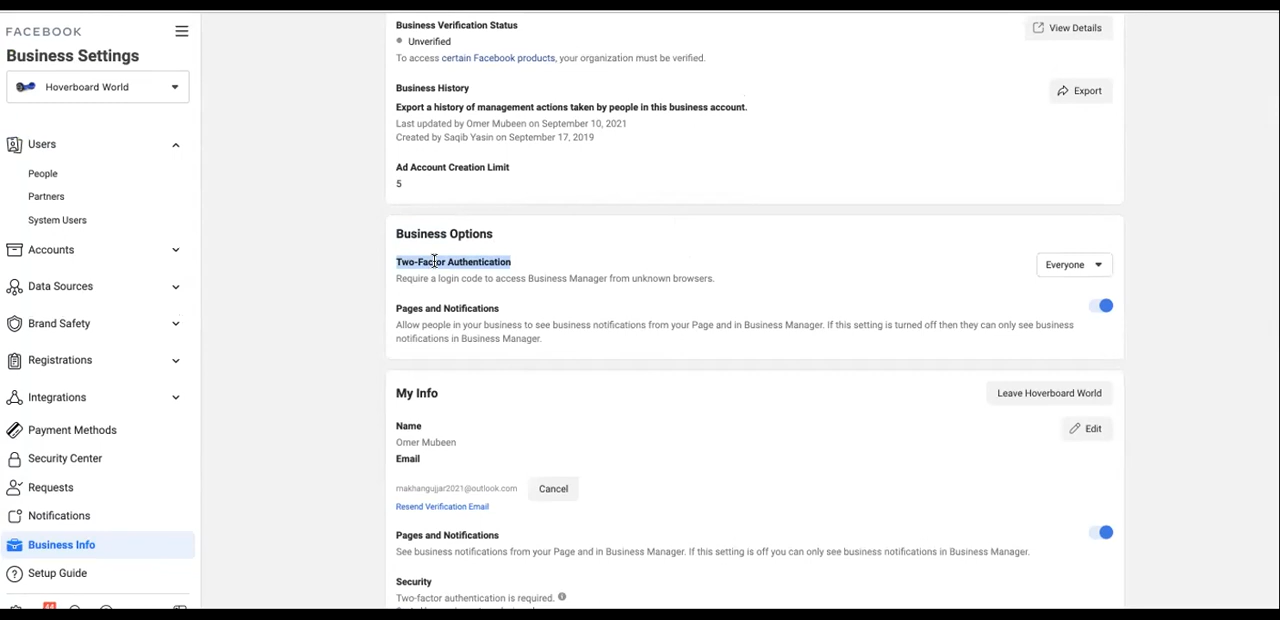 FACEBOOK
Business Settings
Hoverboard World
Users
People
Partners
System Users
Accounts
Data Sources
Brand Safety
Registrations
Integrations
Payment Methods
Security Center
Requests
Notifications
Business Info
Setup Guide
Business Verification Status
Unverified
To access certain Facebook products, your organization must be verified.
View Details
Business History
Export a history of management actions taken by people in this business account.
Last updated by Omer Mubeen on September 10, 2021
Created by Saqib Yasin on September 17, 2019
Export
Ad Account Creation Limit
5
Business Options
Two-Factor Authentication
Require a login code to access Business Manager from unknown browsers.
Everyone
Pages and Notifications
Allow people in your business to see business notifications from your Page and in Business Manager. If this setting is turned off then they can only see business
notifications in Business Manager.
My Info
Leave Hoverboard World
Name
Omer Mubeen
Edit
Email
makhangujjar2021@outlook.com
Cancel
Resend Verification Email
Pages and Notifications
See business notifications from your Page and in Business Manager. If this setting is off you can only see business notifications in Business Manager.
Security
Two-factor authentication is required.